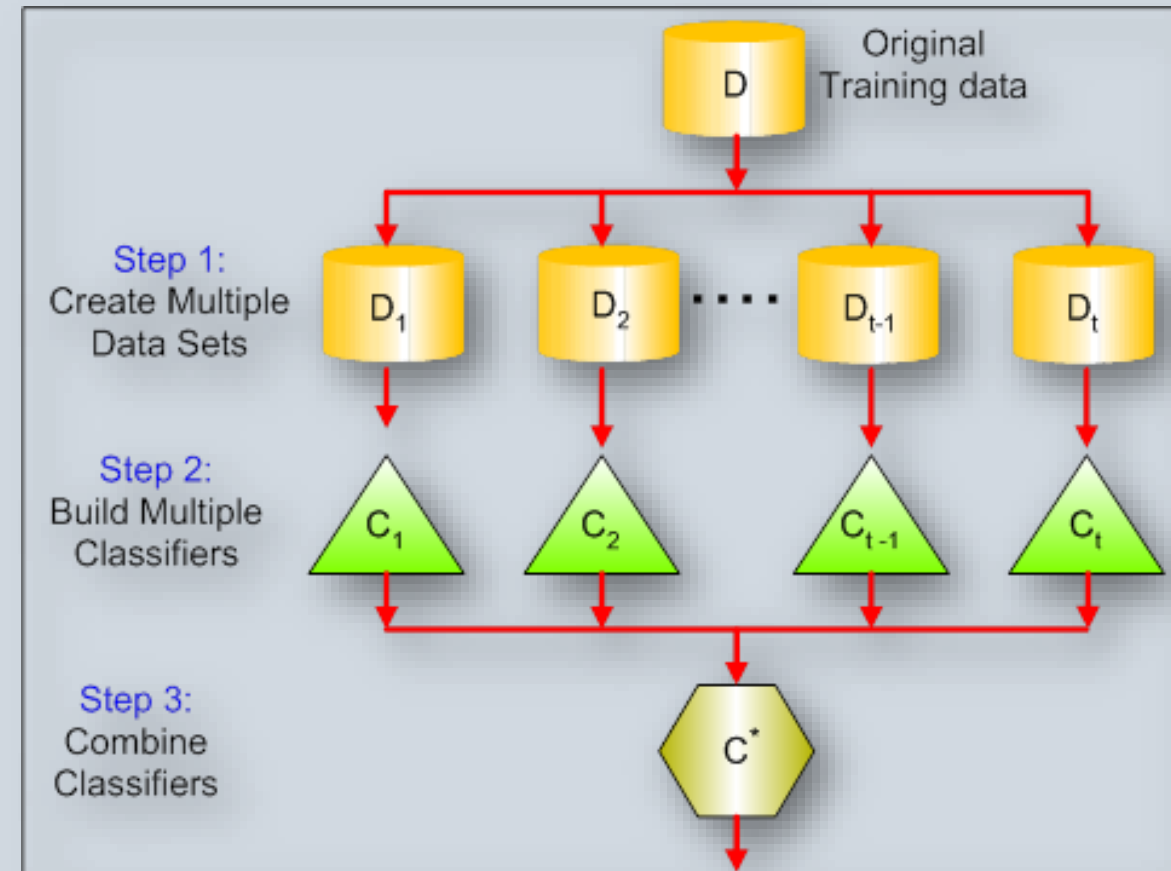 D
Original
Training data
Step 1:
Create Multiple
Data Sets
D₁
D₂
....
Dₜ₋₁
Dₜ
Step 2:
Build Multiple
Classifiers
C₁
C₂
Cₜ₋₁
Cₜ
Step 3:
Combine
Classifiers
C*